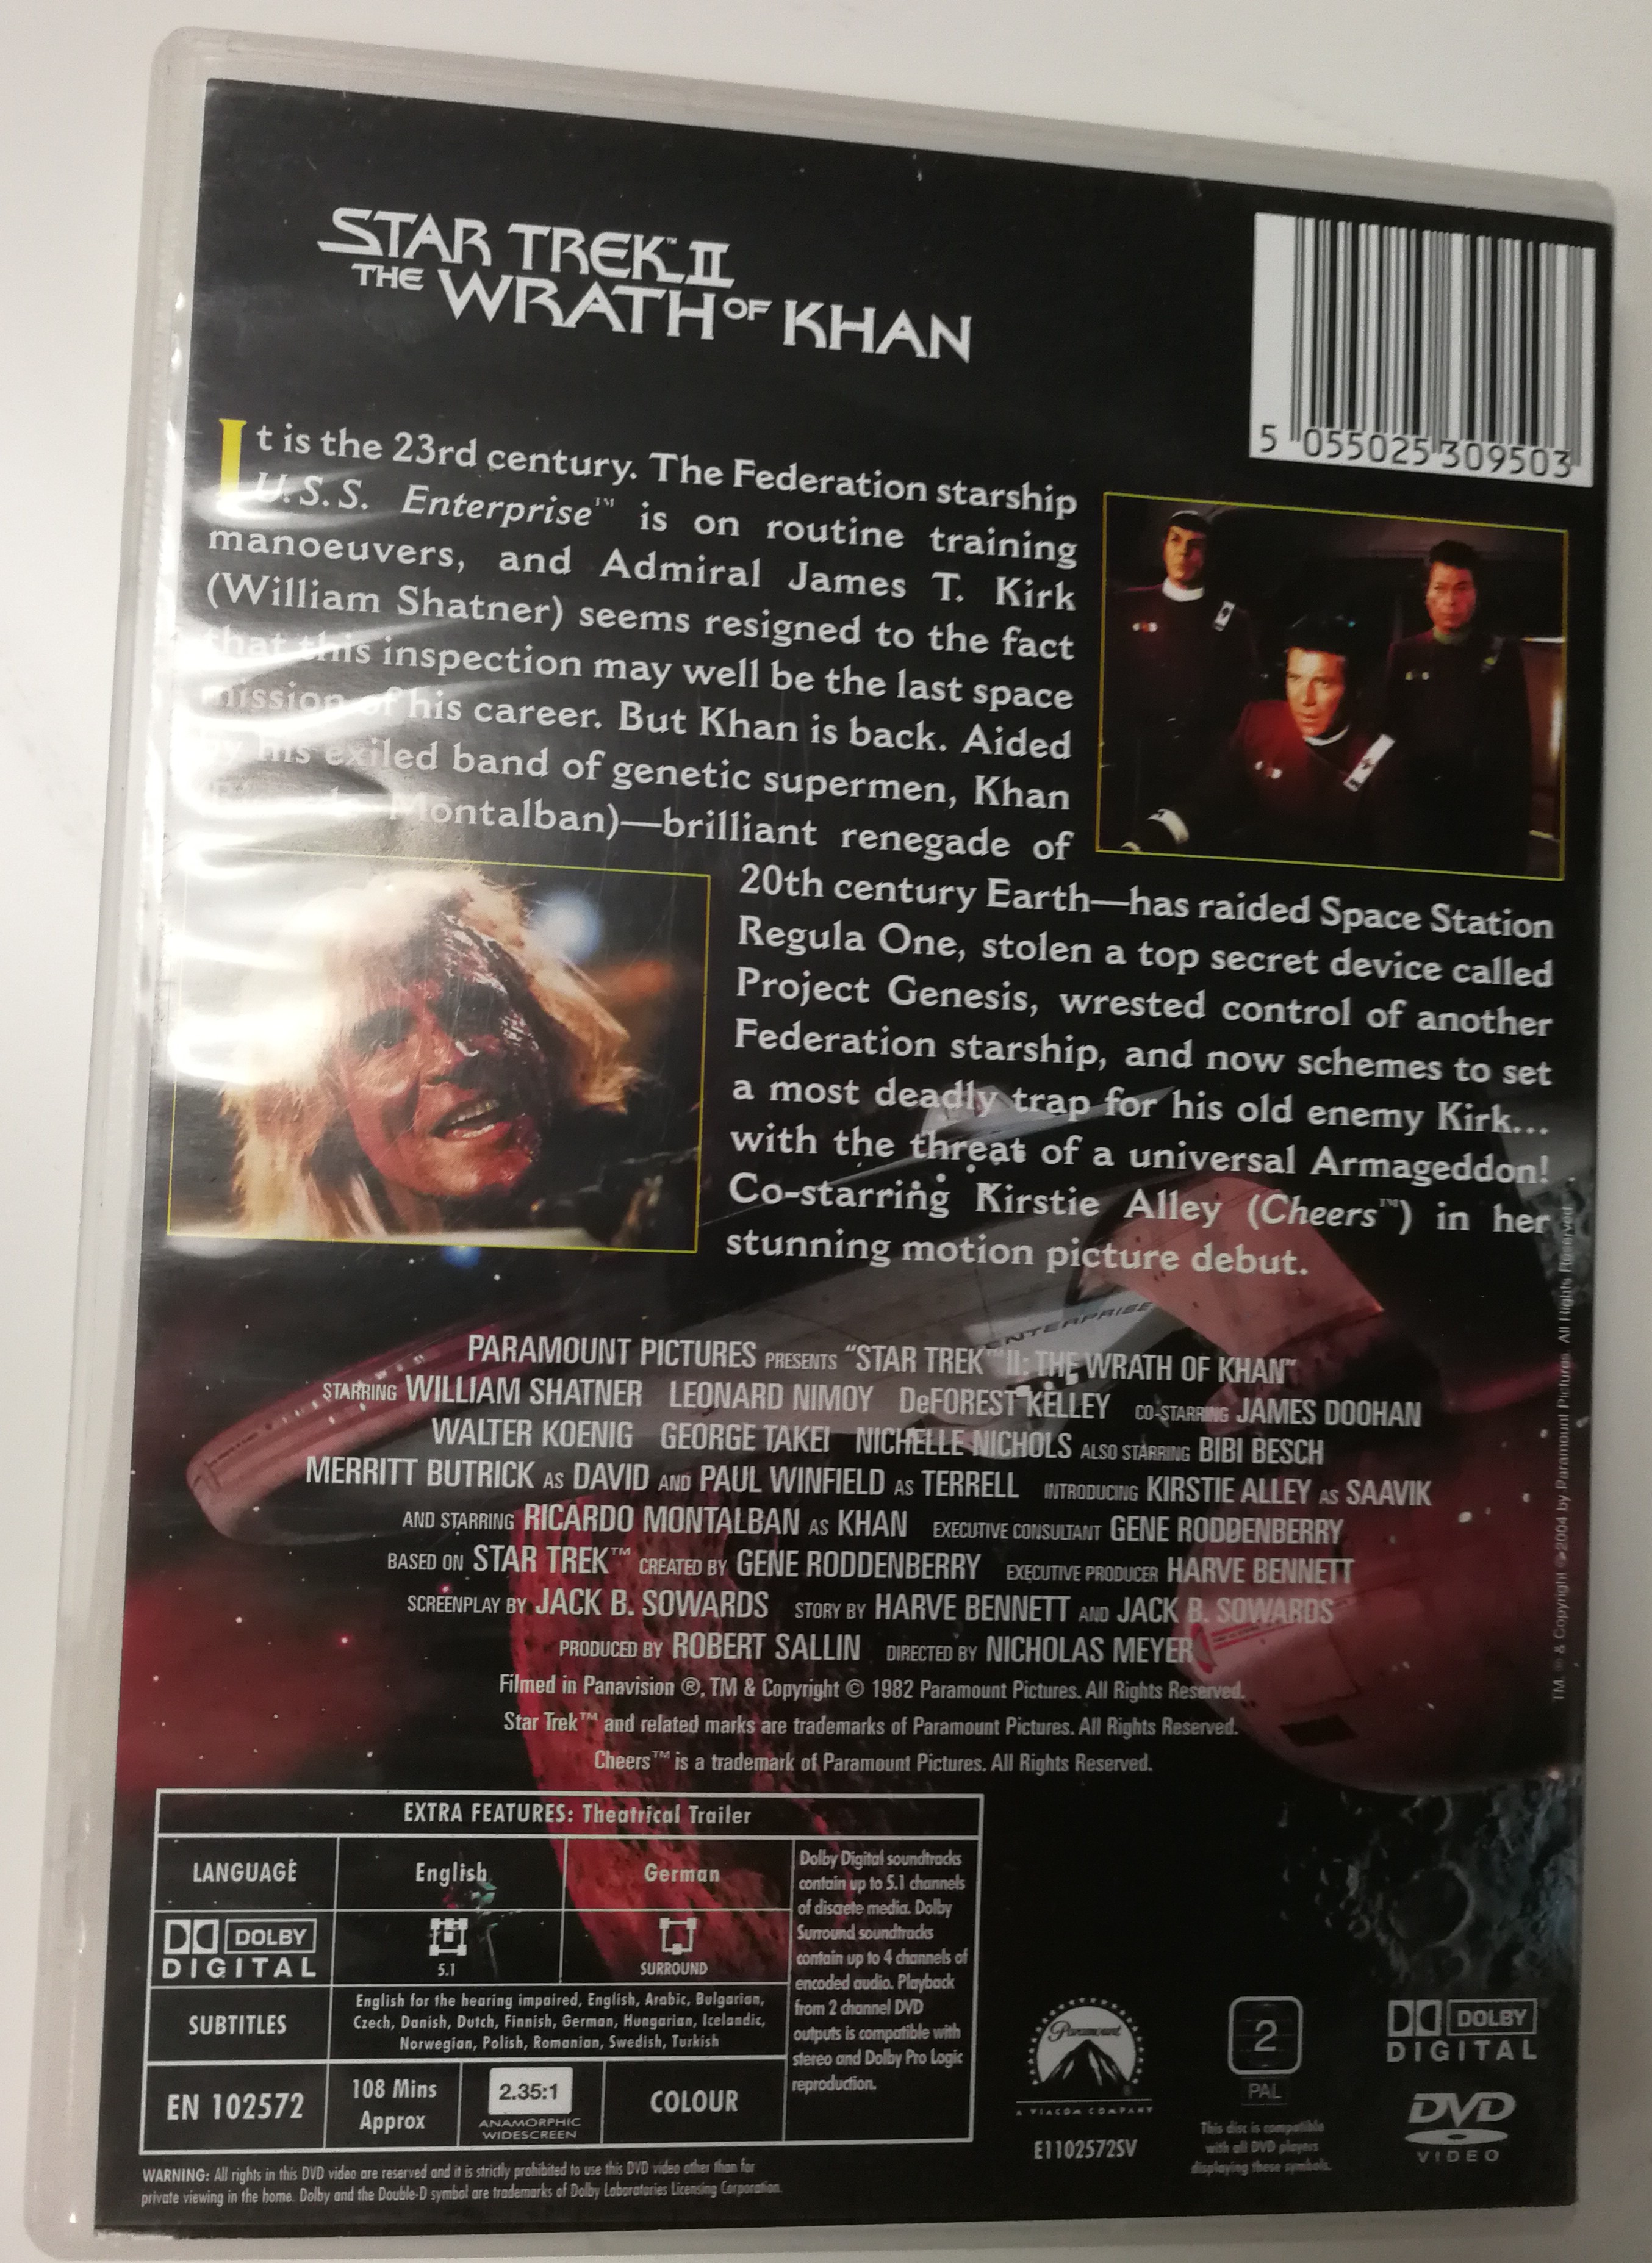 STAR TREK™ II
THE WRATH OF KHAN
5 055025 309503
It is the 23rd century. The Federation starship
U.S.S. Enterprise™ is on routine training
manoeuvers, and Admiral James T. Kirk
(William Shatner) seems resigned to the fact
that this inspection may well be the last space
mission of his career. But Khan is back. Aided
by his exiled band of genetic supermen, Khan
Montalban)—brilliant renegade of
20th century Earth—has raided Space Station
Regula One, stolen a top secret device called
Project Genesis, wrested control of another
Federation starship, and now schemes to set
a most deadly trap for his old enemy Kirk...
with the threat of a universal Armageddon!
Co-starring Kirstie Alley (Cheers™) in her
stunning motion picture debut.
ENTERPRISE
PARAMOUNT PICTURES PRESENTS "STAR TREK™ II: THE WRATH OF KHAN"
STARRING WILLIAM SHATNER LEONARD NIMOY DeFOREST KELLEY CO-STARRING JAMES DOOHAN
WALTER KOENIG GEORGE TAKEI NICHELLE NICHOLS ALSO STARRING BIBI BESCH
MERRITT BUTRICK AS DAVID AND PAUL WINFIELD AS TERRELL INTRODUCING KIRSTIE ALLEY AS SAAVIK
AND STARRING RICARDO MONTALBAN AS KHAN EXECUTIVE CONSULTANT GENE RODDENBERRY
BASED ON STAR TREK™ CREATED BY GENE RODDENBERRY EXECUTIVE PRODUCER HARVE BENNETT
SCREENPLAY BY JACK B. SOWARDS STORY BY HARVE BENNETT AND JACK B. SOWARDS
PRODUCED BY ROBERT SALLIN DIRECTED BY NICHOLAS MEYER
Filmed in Panavision ®, TM & Copyright © 1982 Paramount Pictures. All Rights Reserved.
Star Trek™ and related marks are trademarks of Paramount Pictures. All Rights Reserved.
Cheers™ is a trademark of Paramount Pictures. All Rights Reserved.
TM, ® & Copyright © 2004 by Paramount Pictures. All Rights Reserved.
EXTRA FEATURES: Theatrical Trailer
LANGUAGE English German
DOLBY
DIGITAL
5.1 SURROUND
SUBTITLES
English for the hearing impaired, English, Arabic, Bulgarian,
Czech, Danish, Dutch, Finnish, German, Hungarian, Icelandic,
Norwegian, Polish, Romanian, Swedish, Turkish
EN 102572
108 Mins
Approx
2.35:1
ANAMORPHIC
WIDESCREEN
COLOUR
Dolby Digital soundtracks
contain up to 5.1 channels
of discrete media. Dolby
Surround soundtracks
contain up to 4 channels of
encoded audio. Playback
from 2 channel DVD
outputs is compatible with
stereo and Dolby Pro Logic
reproduction.
Paramount
A VIACOM COMPANY
E1102572SV
2
PAL
This disc is compatible
with all DVD players
displaying these symbols.
DOLBY
DIGITAL
DVD
VIDEO
WARNING: All rights in this DVD video are reserved and it is strictly prohibited to use this DVD video other than for
private viewing in the home. Dolby and the Double-D symbol are trademarks of Dolby Laboratories Licensing Corporation.